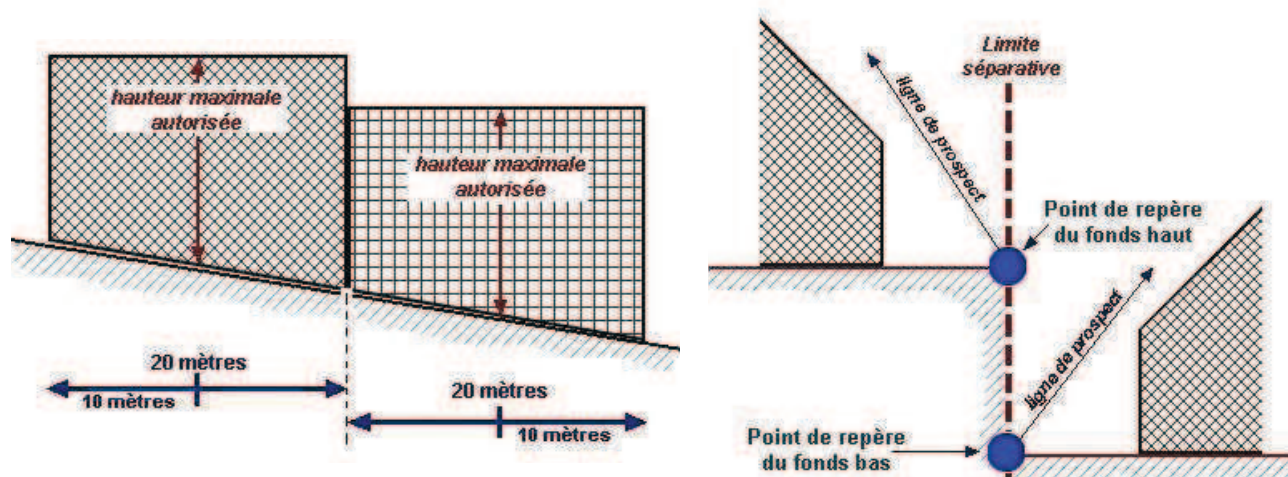 hauteur maximale
autorisée
hauteur maximale
autorisée
20 mètres
10 mètres
20 mètres
10 mètres
Limite
séparative
ligne de prospect
Point de repère
du fonds haut
ligne de prospect
Point de repère
du fonds bas